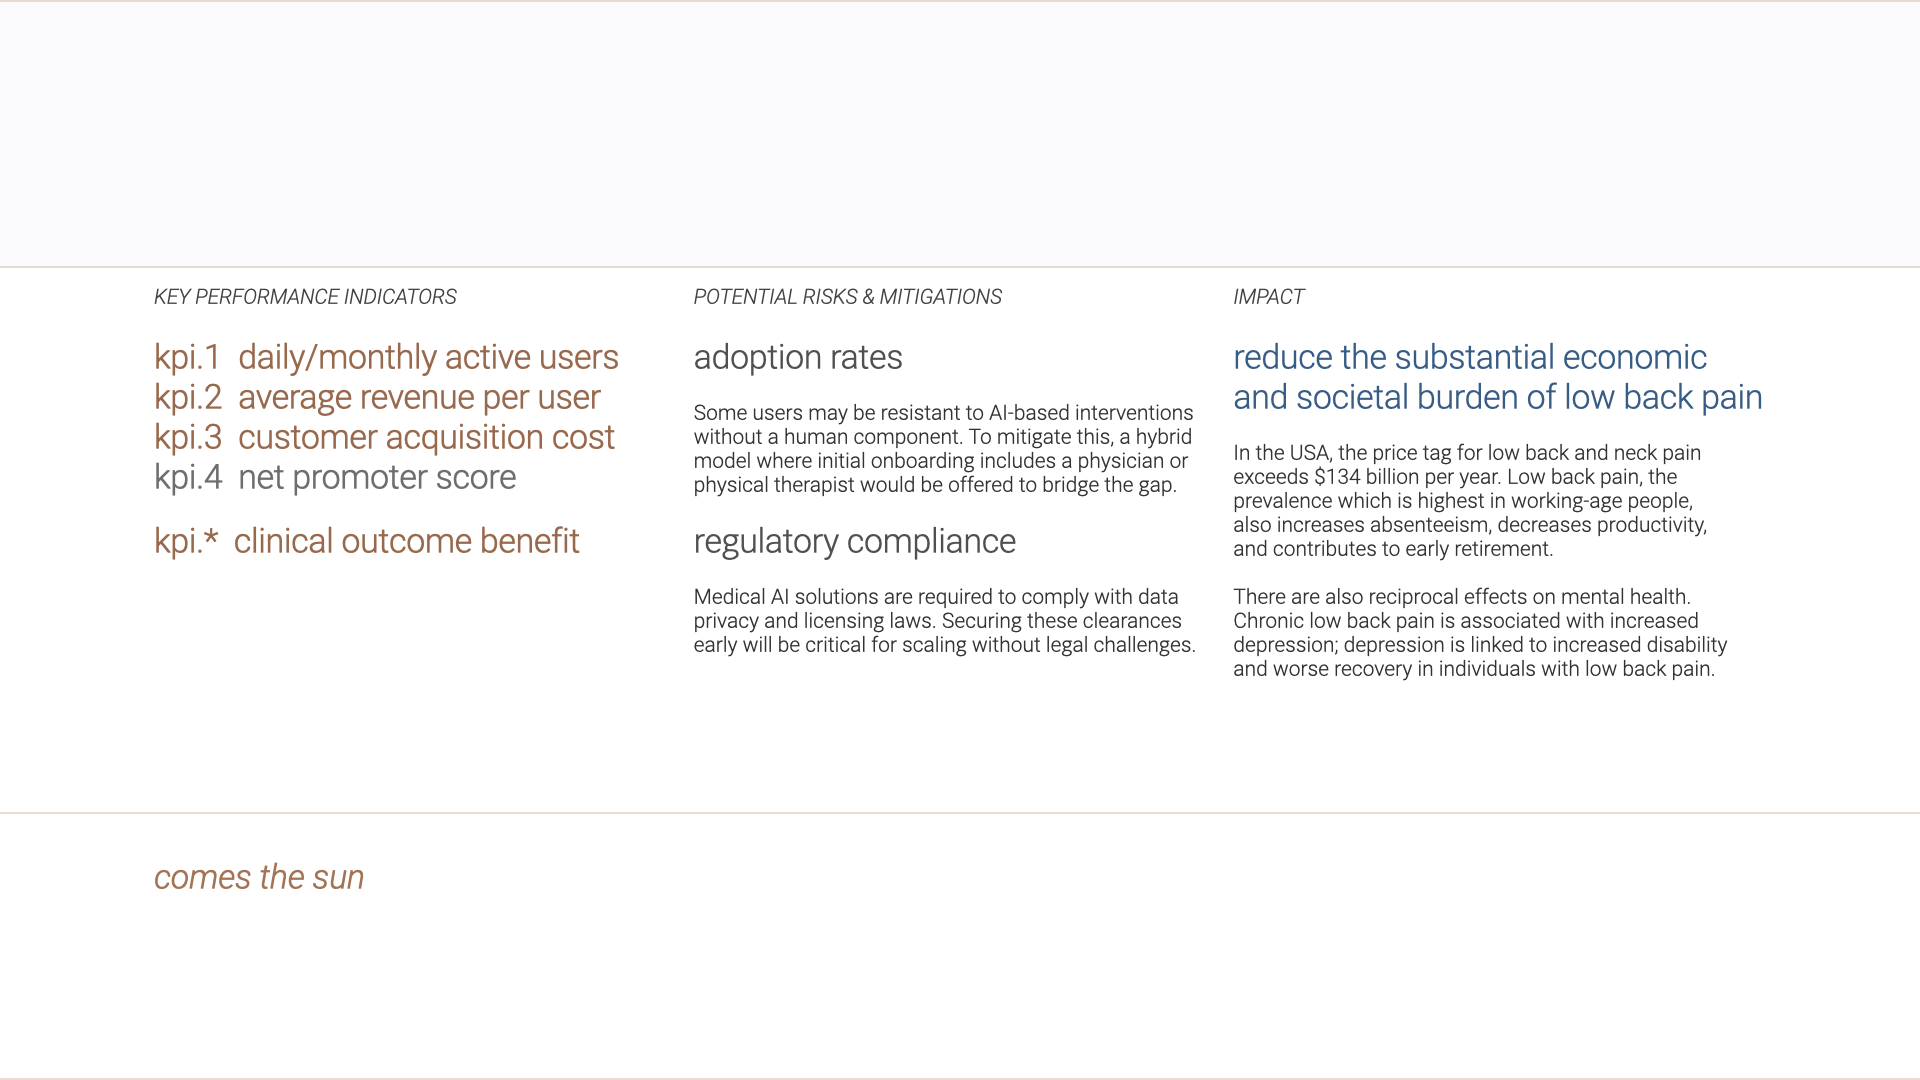 KEY PERFORMANCE INDICATORS
kpi.1 daily/monthly active users
kpi.2 average revenue per user
kpi.3 customer acquisition cost
kpi.4 net promoter score
kpi.* clinical outcome benefit
POTENTIAL RISKS & MITIGATIONS
adoption rates
Some users may be resistant to AI-based interventions
without a human component. To mitigate this, a hybrid
model where initial onboarding includes a physician or
physical therapist would be offered to bridge the gap.
regulatory compliance
Medical AI solutions are required to comply with data
privacy and licensing laws. Securing these clearances
early will be critical for scaling without legal challenges.
IMPACT
reduce the substantial economic
and societal burden of low back pain
In the USA, the price tag for low back and neck pain
exceeds $134 billion per year. Low back pain, the
prevalence which is highest in working-age people,
also increases absenteeism, decreases productivity,
and contributes to early retirement.
There are also reciprocal effects on mental health.
Chronic low back pain is associated with increased
depression; depression is linked to increased disability
and worse recovery in individuals with low back pain.
comes the sun